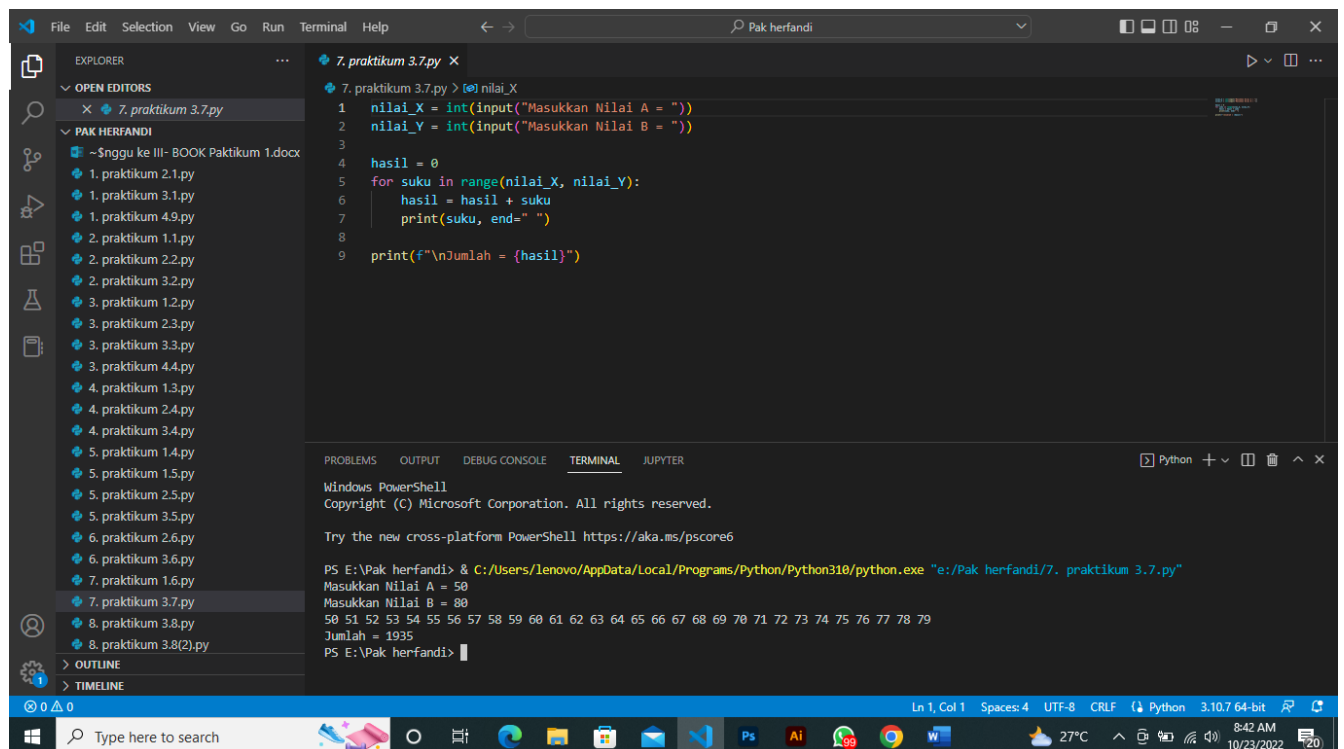 File Edit Selection View Go Run Terminal Help Pak herfandi
EXPLORER
OPEN EDITORS
7. praktikum 3.7.py
PAK HERFANDI
~$nggu ke III- BOOK Paktikum 1.docx
1. praktikum 2.1.py
1. praktikum 3.1.py
1. praktikum 4.9.py
2. praktikum 1.1.py
2. praktikum 2.2.py
2. praktikum 3.2.py
3. praktikum 1.2.py
3. praktikum 2.3.py
3. praktikum 3.3.py
3. praktikum 4.4.py
4. praktikum 1.3.py
4. praktikum 2.4.py
4. praktikum 3.4.py
5. praktikum 1.4.py
5. praktikum 1.5.py
5. praktikum 2.5.py
5. praktikum 3.5.py
6. praktikum 2.6.py
6. praktikum 3.6.py
7. praktikum 1.6.py
7. praktikum 3.7.py
8. praktikum 3.8.py
8. praktikum 3.8(2).py
OUTLINE
TIMELINE
7. praktikum 3.7.py
7. praktikum 3.7.py > nilai_X
1 nilai_X = int(input("Masukkan Nilai A = "))
2 nilai_Y = int(input("Masukkan Nilai B = "))
3
4 hasil = 0
5 for suku in range(nilai_X, nilai_Y):
6 hasil = hasil + suku
7 print(suku, end=" ")
8
9 print(f"\nJumlah = {hasil}")
PROBLEMS OUTPUT DEBUG CONSOLE TERMINAL JUPYTER Python
Windows PowerShell
Copyright (C) Microsoft Corporation. All rights reserved.
Try the new cross-platform PowerShell https://aka.ms/pscore6
PS E:\Pak herfandi> & C:/Users/lenovo/AppData/Local/Programs/Python/Python310/python.exe "e:/Pak herfandi/7. praktikum 3.7.py"
Masukkan Nilai A = 50
Masukkan Nilai B = 80
50 51 52 53 54 55 56 57 58 59 60 61 62 63 64 65 66 67 68 69 70 71 72 73 74 75 76 77 78 79
Jumlah = 1935
PS E:\Pak herfandi>
1
0 0 Ln 1, Col 1 Spaces: 4 UTF-8 CRLF Python 3.10.7 64-bit
Type here to search Ps Ai 99 W 27°C 8:42 AM
10/23/2022 20